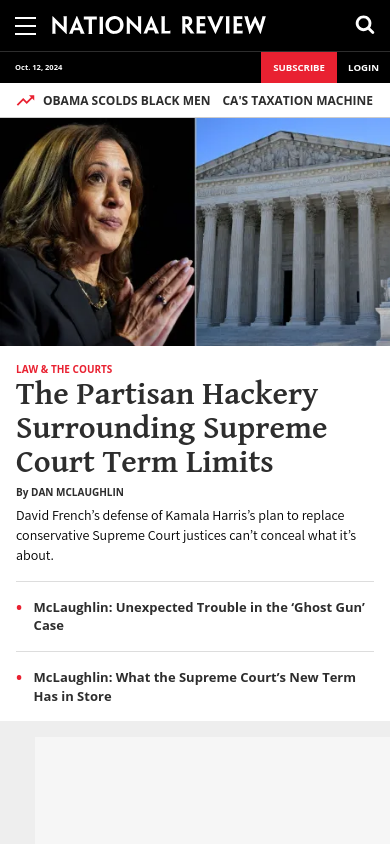 NATIONAL REVIEW
Oct. 12, 2024
SUBSCRIBE
LOGIN
OBAMA SCOLDS BLACK MEN
CA'S TAXATION MACHINE
LAW & THE COURTS
The Partisan Hackery
Surrounding Supreme
Court Term Limits
By DAN MCLAUGHLIN
David French’s defense of Kamala Harris’s plan to replace
conservative Supreme Court justices can’t conceal what it’s
about.
• McLaughlin: Unexpected Trouble in the ‘Ghost Gun’
Case
• McLaughlin: What the Supreme Court’s New Term
Has in Store